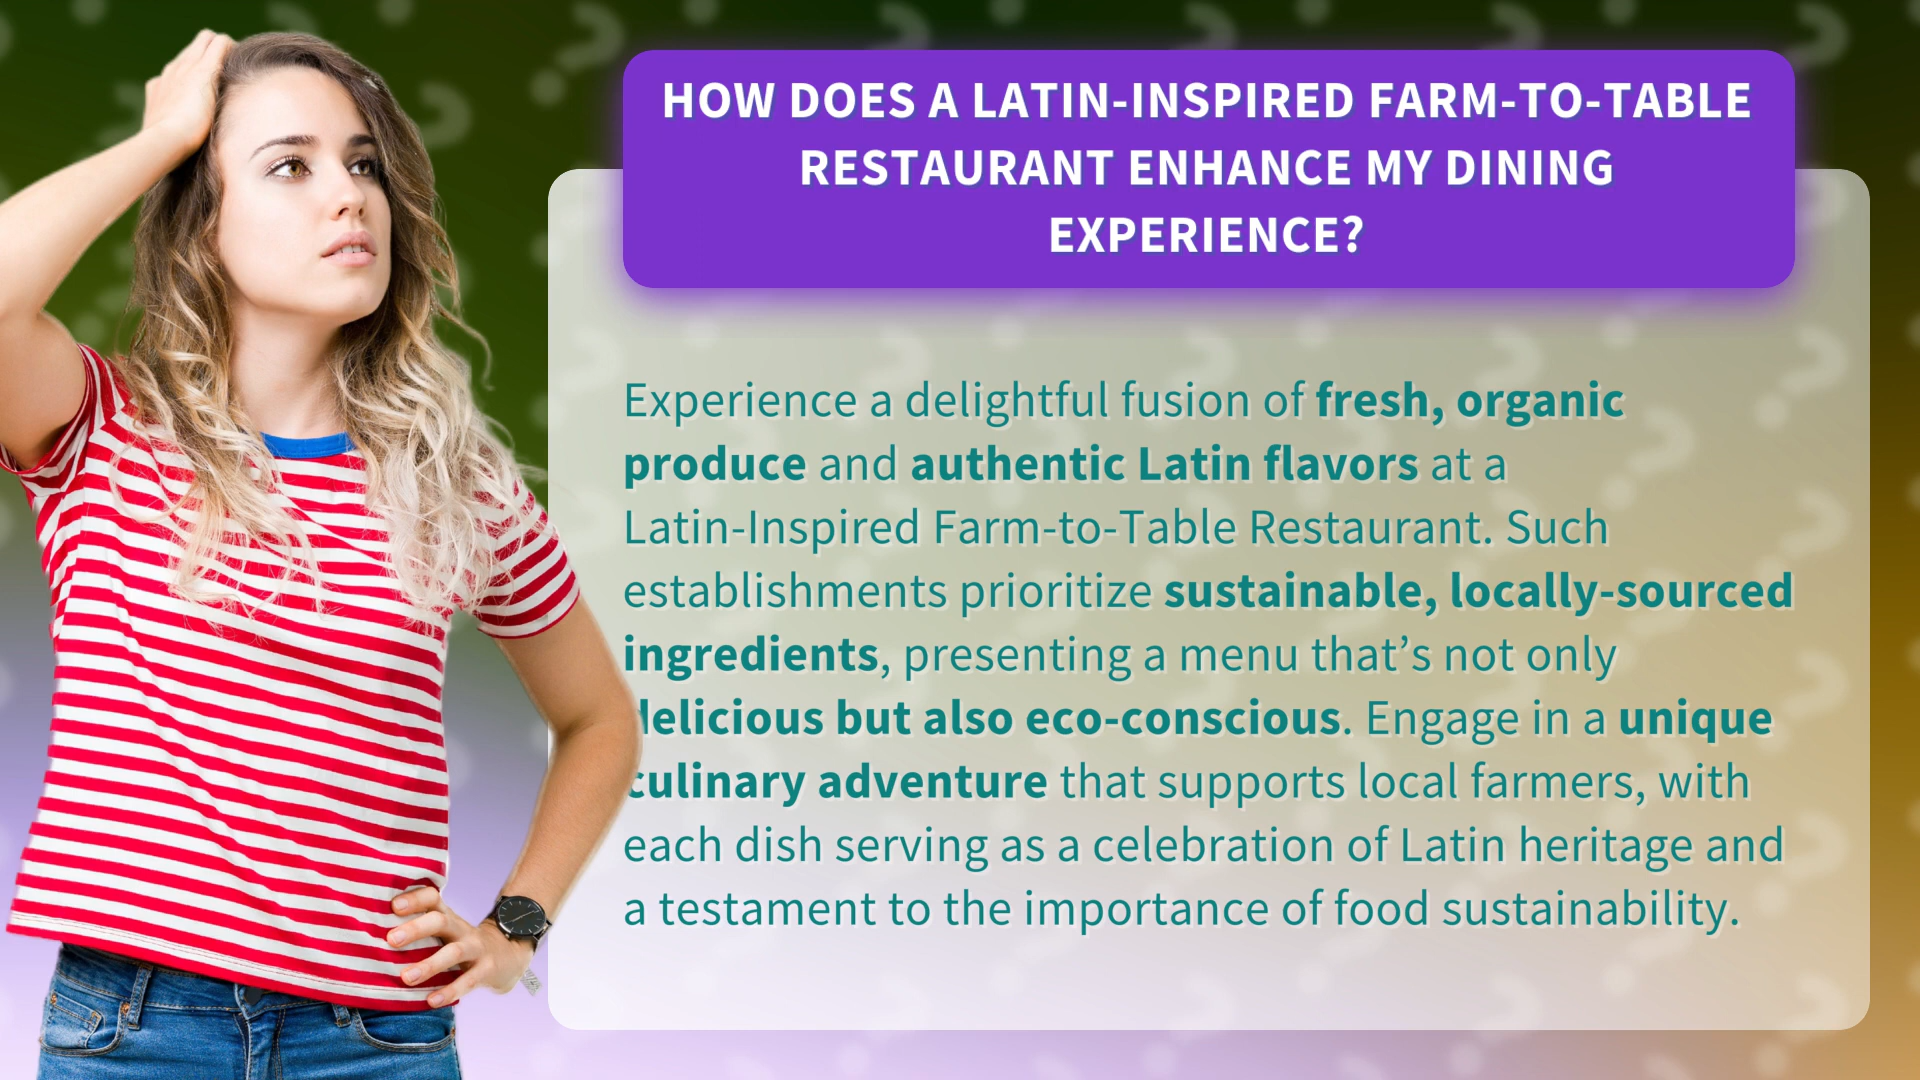 HOW DOES A LATIN-INSPIRED FARM-TO-TABLE
RESTAURANT ENHANCE MY DINING
EXPERIENCE?
Experience a delightful fusion of fresh, organic
produce and authentic Latin flavors at a
Latin-Inspired Farm-to-Table Restaurant. Such
establishments prioritize sustainable, locally-sourced
ingredients, presenting a menu that’s not only
delicious but also eco-conscious. Engage in a unique
culinary adventure that supports local farmers, with
each dish serving as a celebration of Latin heritage and
a testament to the importance of food sustainability.